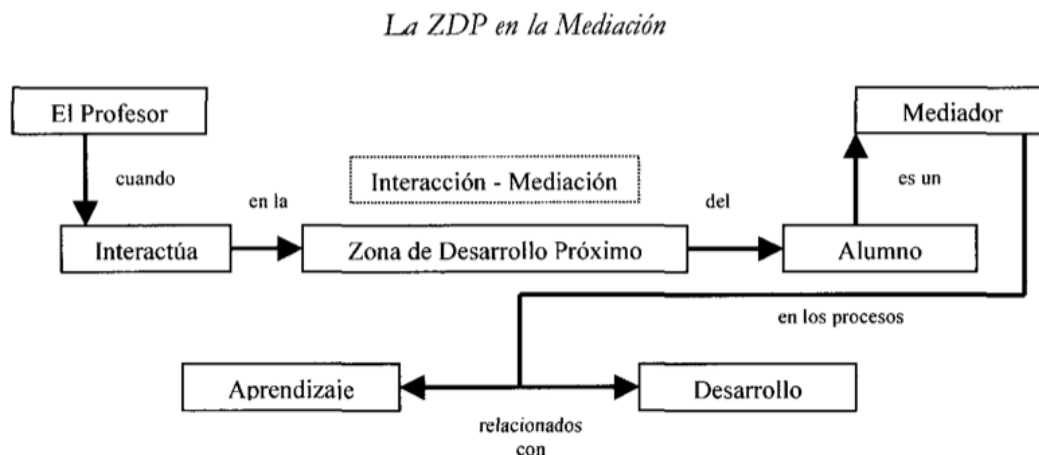 La ZDP en la Mediación
El Profesor
Mediador
cuando
Interacción - Mediación
es un
en la
del
Interactúa
Zona de Desarrollo Próximo
Alumno
en los procesos
Aprendizaje
Desarrollo
relacionados
con